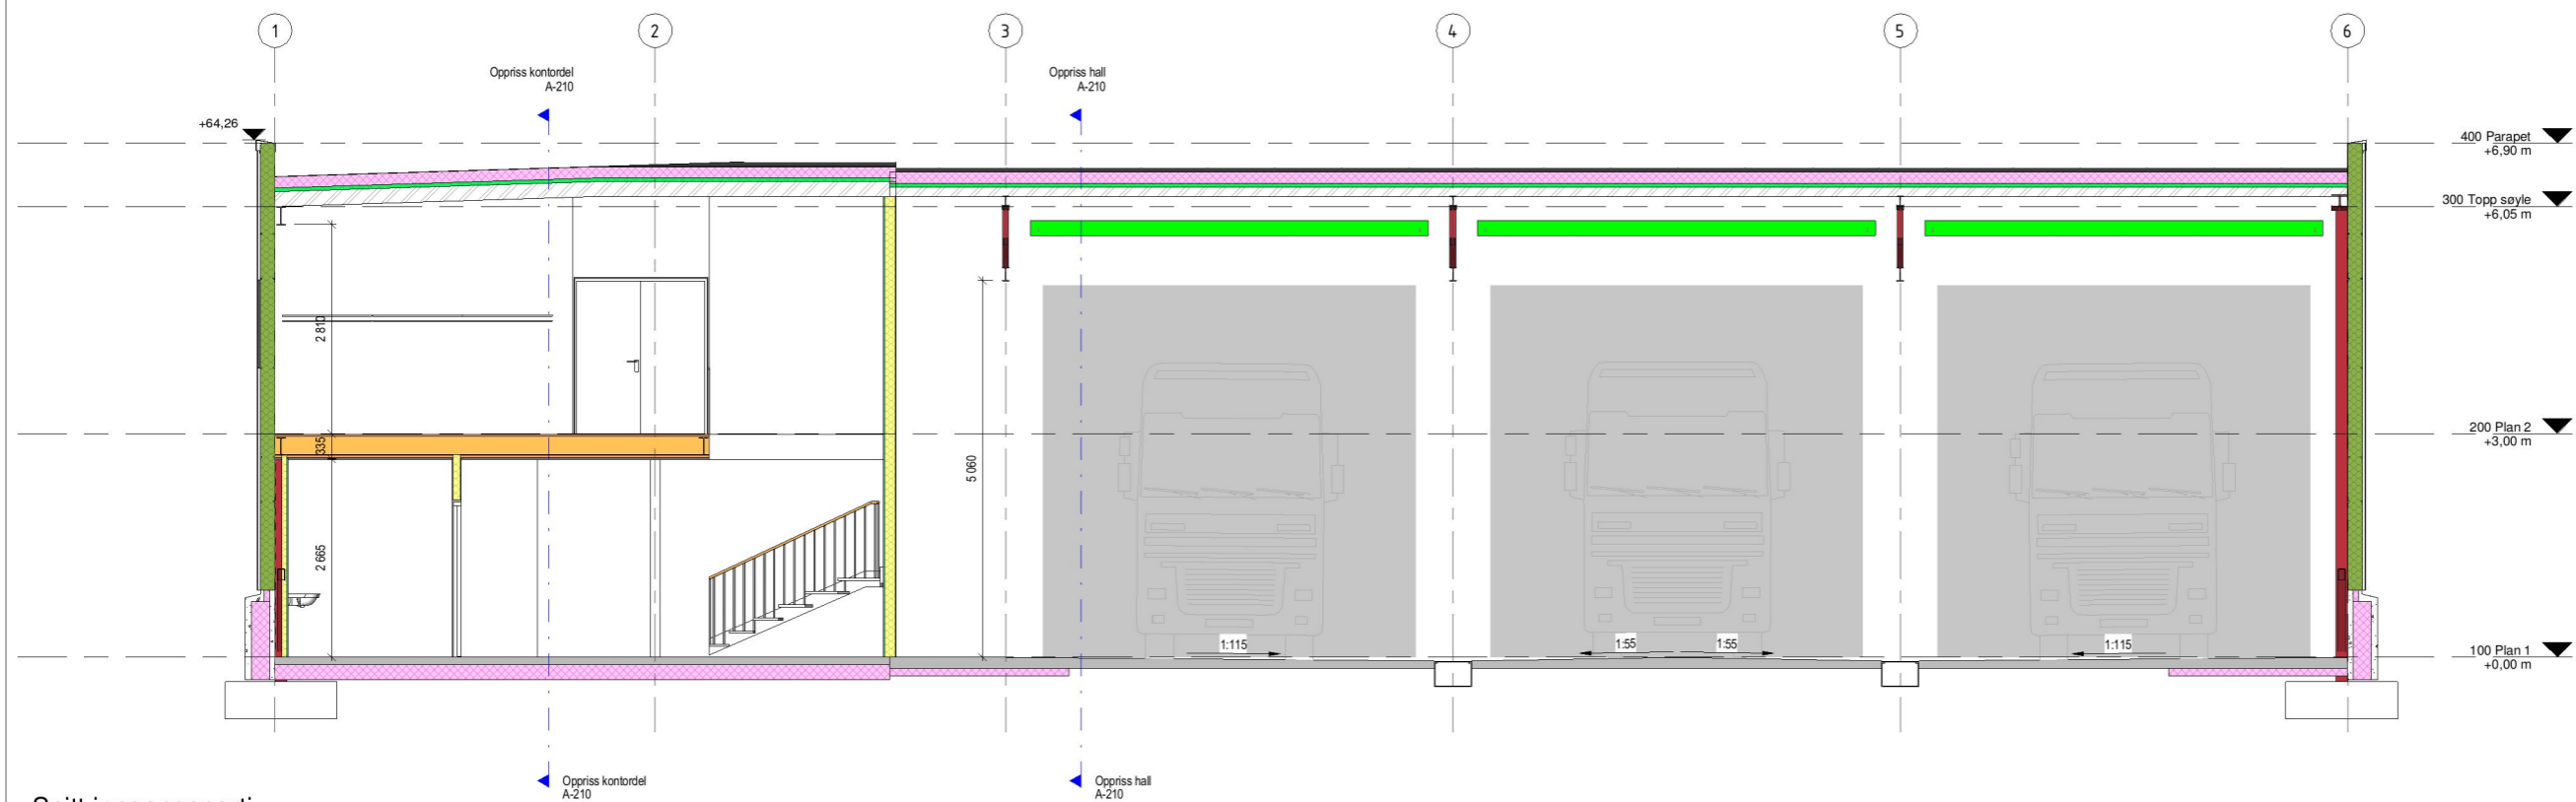 1
2
3
4
5
6
Oppriss kontordel
A-210
Oppriss hall
A-210
+64,26
400 Parapet
+6,90 m
300 Topp søyle
+6,05 m
2 810
335
5 060
200 Plan 2
+3,00 m
2 665
1:115
1:55
1:55
1:115
100 Plan 1
+0,00 m
Oppriss kontordel
A-210
Oppriss hall
A-210